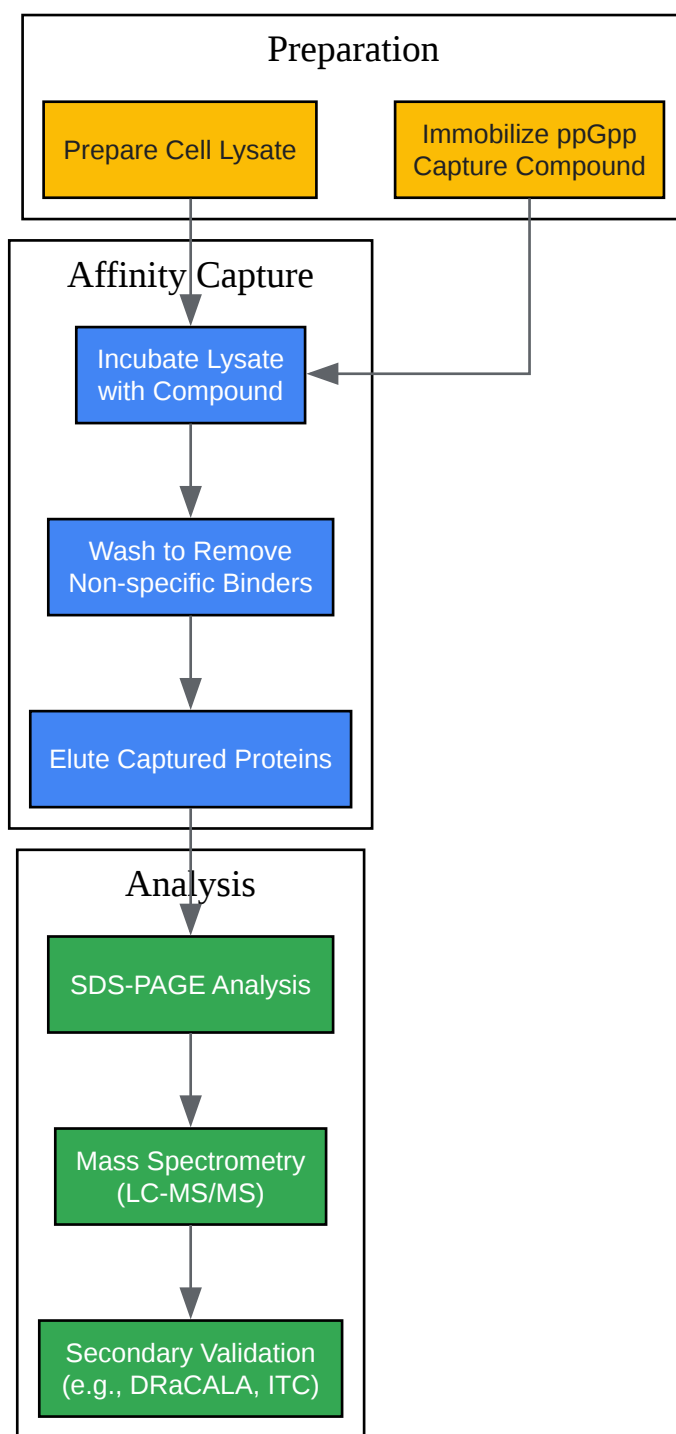 Preparation
Prepare Cell Lysate
Immobilize ppGpp
Capture Compound
Affinity Capture
Incubate Lysate
with Compound
Wash to Remove
Non-specific Binders
Elute Captured Proteins
Analysis
SDS-PAGE Analysis
Mass Spectrometry
(LC-MS/MS)
Secondary Validation
(e.g., DRaCALA, ITC)